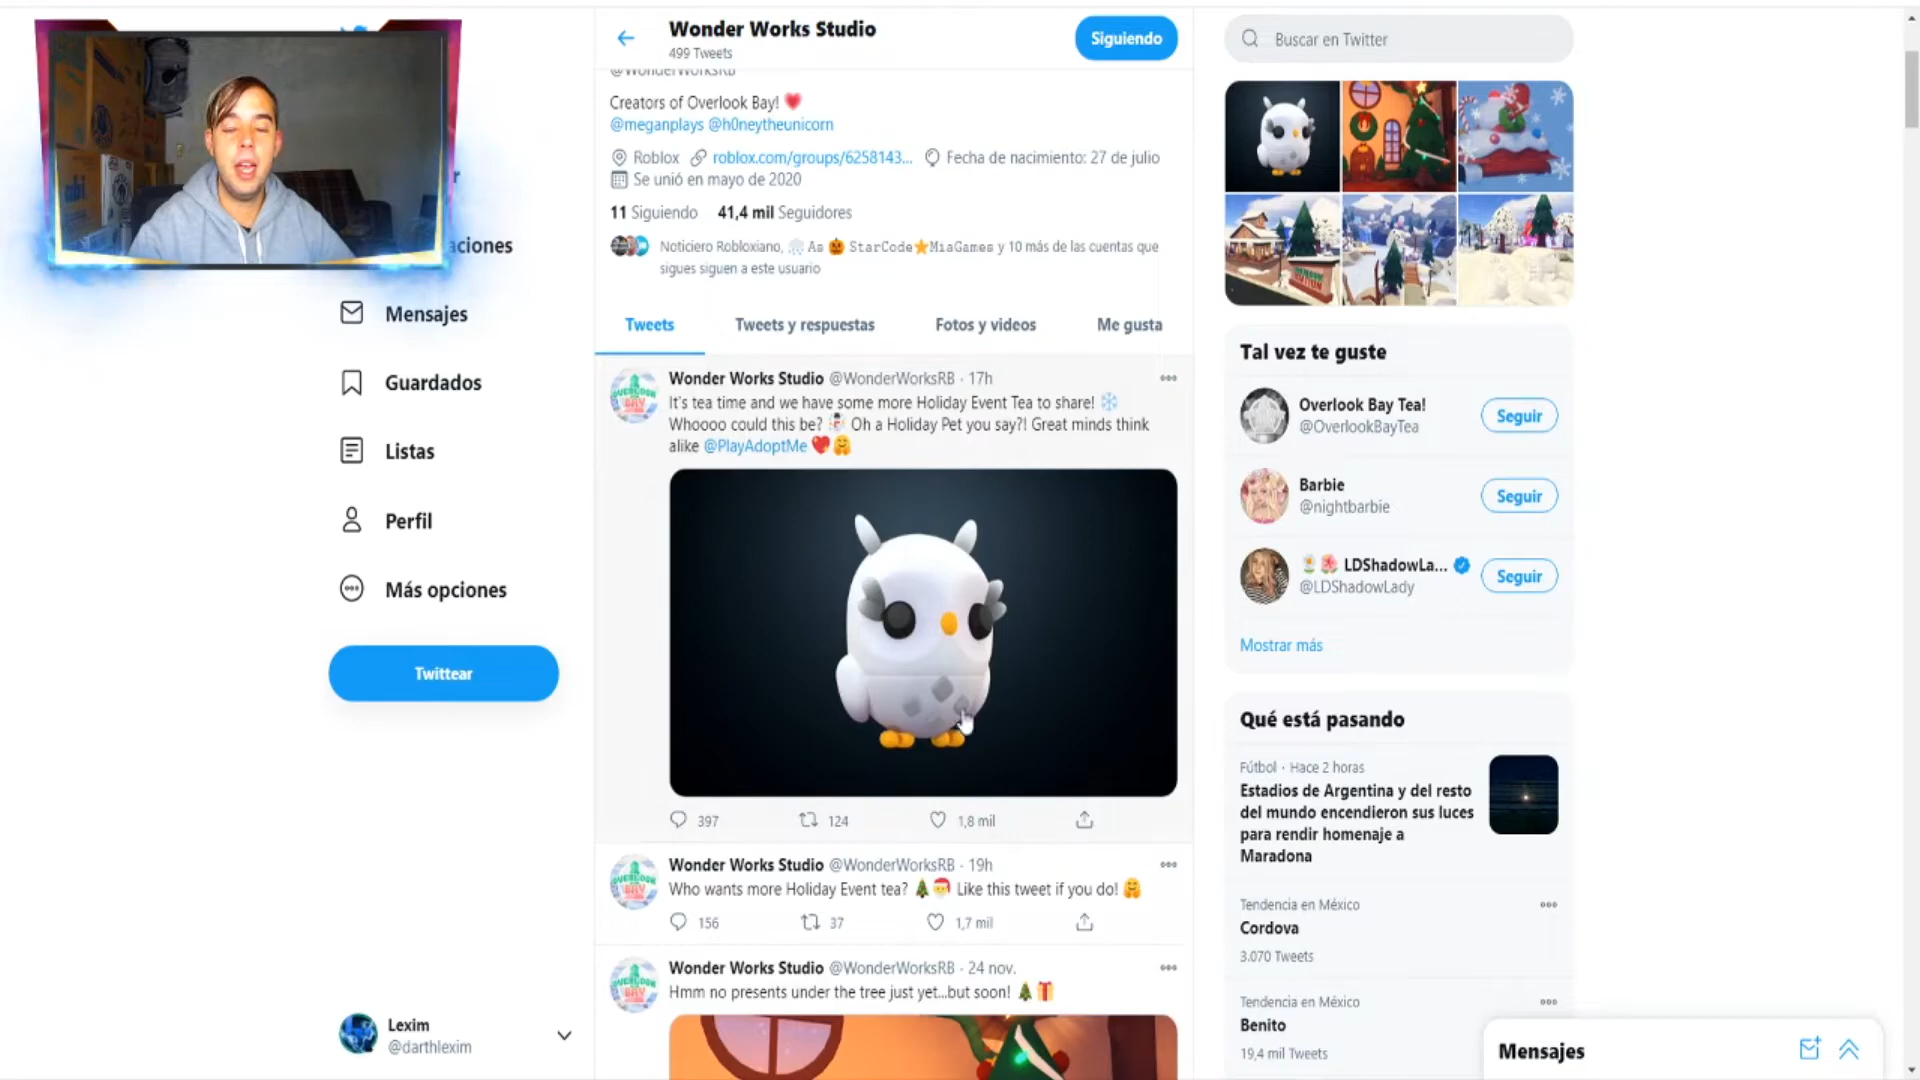 Wonder Works Studio
499 Tweets
Siguiendo
@WonderWorksRB
Creators of Overlook Bay! ❤️
@meganplays @h0neytheunicorn
Roblox roblox.com/groups/6258143... Fecha de nacimiento: 27 de julio
Se unió en mayo de 2020
11 Siguiendo 41,4 mil Seguidores
Noticiero Robloxiano, As 🎃 StarCode⭐MiaGames y 10 más de las cuentas que
sigues siguen a este usuario
Tweets Tweets y respuestas Fotos y videos Me gusta
Wonder Works Studio @WonderWorksRB · 17h
It's tea time and we have some more Holiday Event Tea to share! ❄️
Whoooo could this be? ⛄ Oh a Holiday Pet you say?! Great minds think
alike @PlayAdoptMe ❤️🤗
397 124 1,8 mil
Wonder Works Studio @WonderWorksRB · 19h
Who wants more Holiday Event tea? 🎄🎅 Like this tweet if you do! 🤗
156 37 1,7 mil
Wonder Works Studio @WonderWorksRB · 24 nov.
Hmm no presents under the tree just yet...but soon! 🎄🎁
aciones
Mensajes
Guardados
Listas
Perfil
Más opciones
Twittear
Lexim
@darthlexim
Buscar en Twitter
Tal vez te guste
Overlook Bay Tea!
@OverlookBayTea
Seguir
Barbie
@nightbarbie
Seguir
LDShadowLa...
@LDShadowLady
Seguir
Mostrar más
Qué está pasando
Fútbol · Hace 2 horas
Estadios de Argentina y del resto
del mundo encendieron sus luces
para rendir homenaje a
Maradona
Tendencia en México
Cordova
3.070 Tweets
Tendencia en México
Benito
19,4 mil Tweets
Mensajes